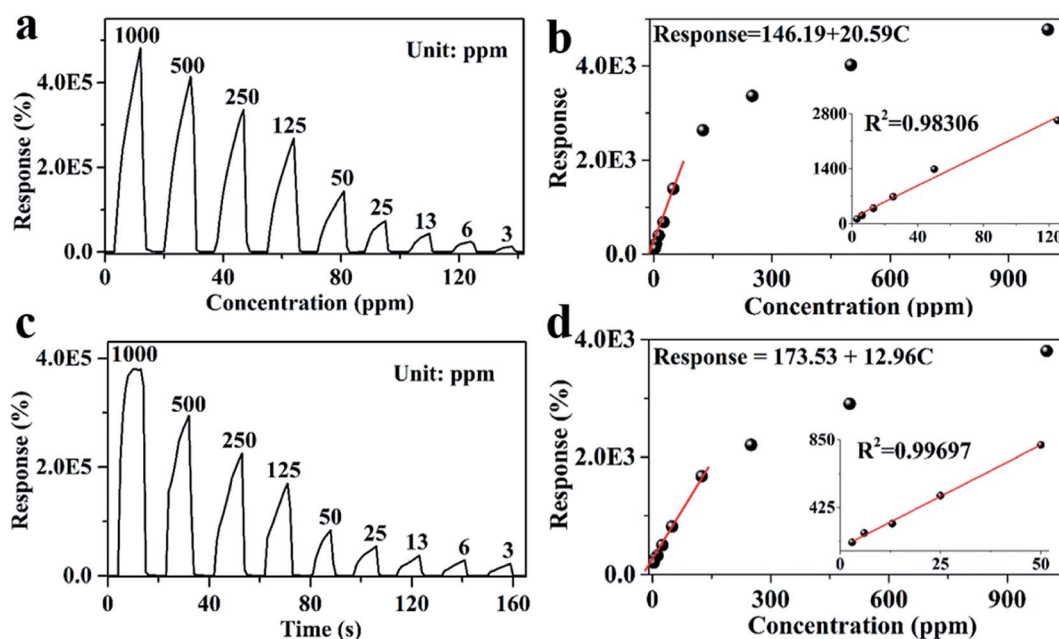 a
1000
500
250
125
50
25
13
6
3
Unit: ppm
Response (%)
4.0E5
2.0E5
0.0
0 40 80 120
Concentration (ppm)
b
Response=146.19+20.59C
Response
4.0E3
2.0E3
0.0
0 300 600 900
Concentration (ppm)
R²=0.98306
2800
1400
0
0 40 80 120
c
1000
500
250
125
50
25
13
6
3
Unit: ppm
Response (%)
4.0E5
2.0E5
0.0
0 40 80 120 160
Time (s)
d
Response = 173.53 + 12.96C
Response (%)
4.0E3
2.0E3
0.0
0 300 600 900
Concentration (ppm)
R²=0.99697
850
425
0 25 50